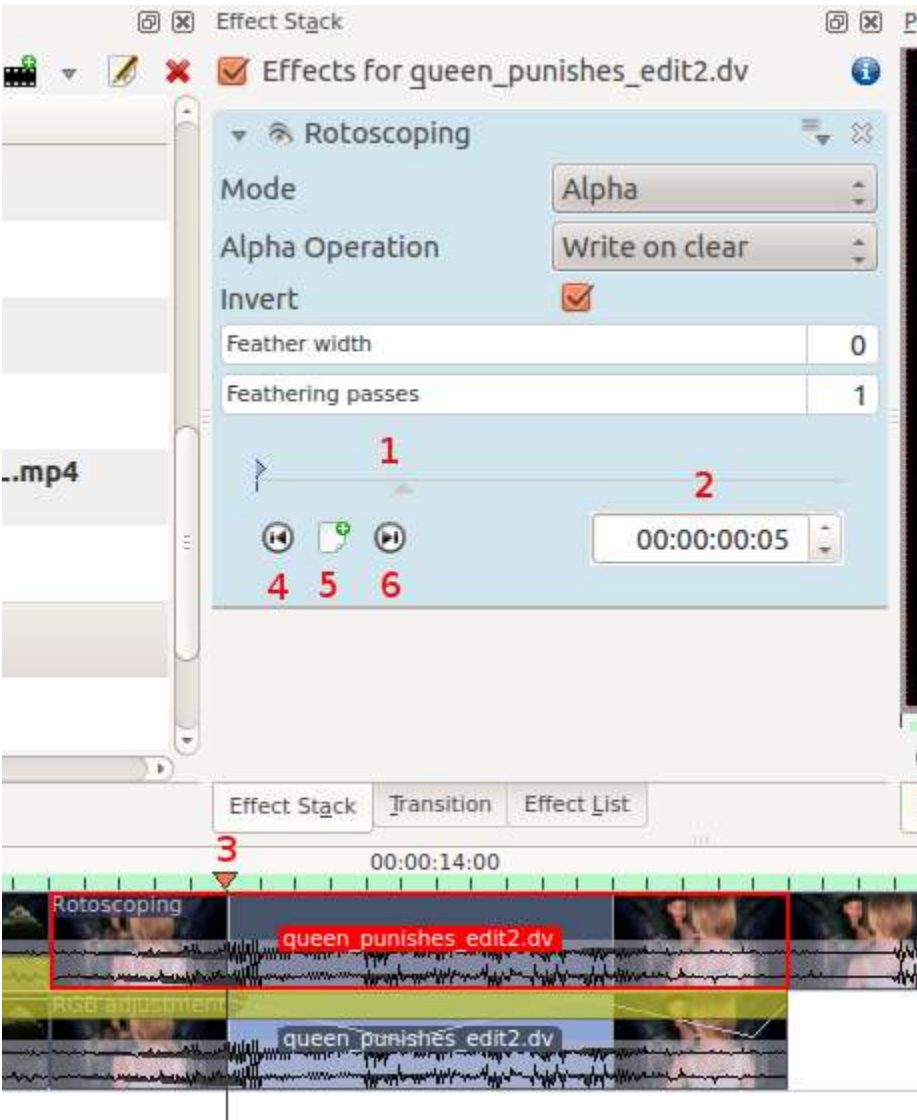 Effect Stack
P
Effects for queen_punishes_edit2.dv
Rotoscoping
Mode
Alpha
Alpha Operation
Write on clear
Invert
Feather width
0
Feathering passes
1
1
...mp4
2
00:00:00:05
4
5
6
Effect Stack
Transition
Effect List
3
00:00:14:00
Rotoscoping
queen_punishes_edit2.dv
RGB adjustment
queen_punishes_edit2.dv